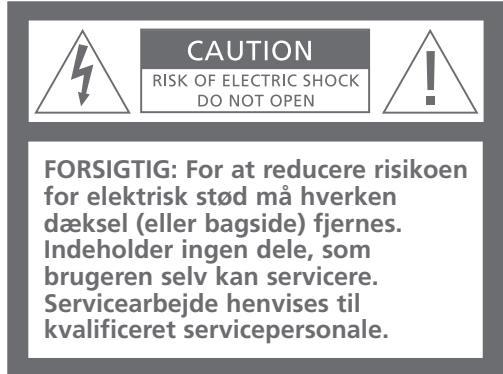 CAUTION
RISK OF ELECTRIC SHOCK
DO NOT OPEN
!
FORSIGTIG: For at reducere risikoen
for elektrisk stød må hverken
dæksel (eller bagside) fjernes.
Indeholder ingen dele, som
brugeren selv kan servicere.
Servicearbejde henvises til
kvalificeret servicepersonale.